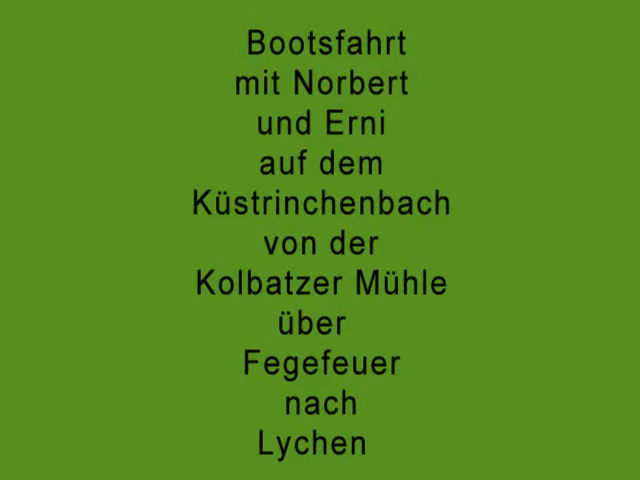 Bootsfahrt
mit Norbert
und Erni
auf dem
Küstrinchenbach
von der
Kolbatzer Mühle
über
Fegefeuer
nach
Lychen